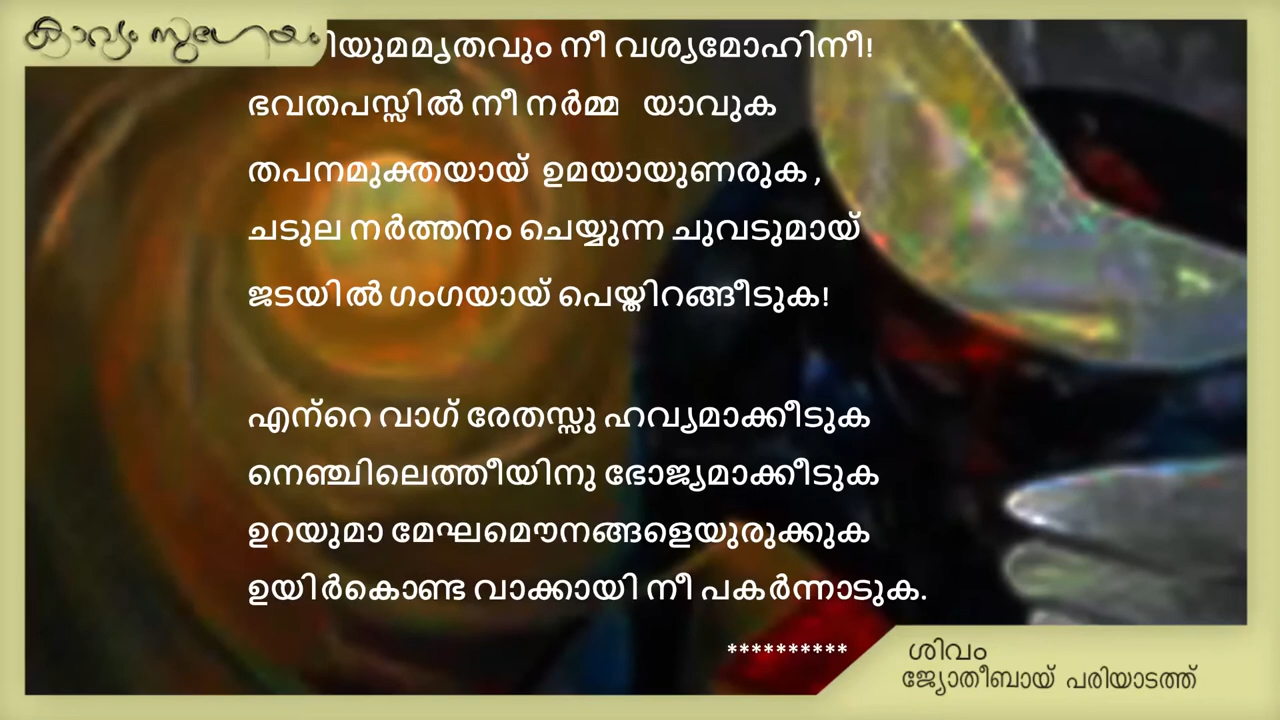 കാവ്യം സുഗേയം
യുമമൃതവും നീ വശ്യമോഹിനീ!
ഭവതപസ്സിൽ നീ നർമ്മ യാവുക
തപനമുക്തയായ് ഉമയായുണരുക ,
ചടുല നർത്തനം ചെയ്യുന്ന ചുവടുമായ്
ജടയിൽ ഗംഗയായ് പെയ്തിറങ്ങീടുക!
എന്റെ വാഗ് രേതസ്സു ഹവ്യമാക്കീടുക
നെഞ്ചിലെത്തീയിനു ഭോജ്യമാക്കീടുക
ഉറയുമാ മേഘമൌനങ്ങളെയുരുക്കുക
ഉയിർകൊണ്ട വാക്കായി നീ പകർന്നാടുക.
**********
ശിവം
ജ്യോതീബായ് പരിയാടത്ത്